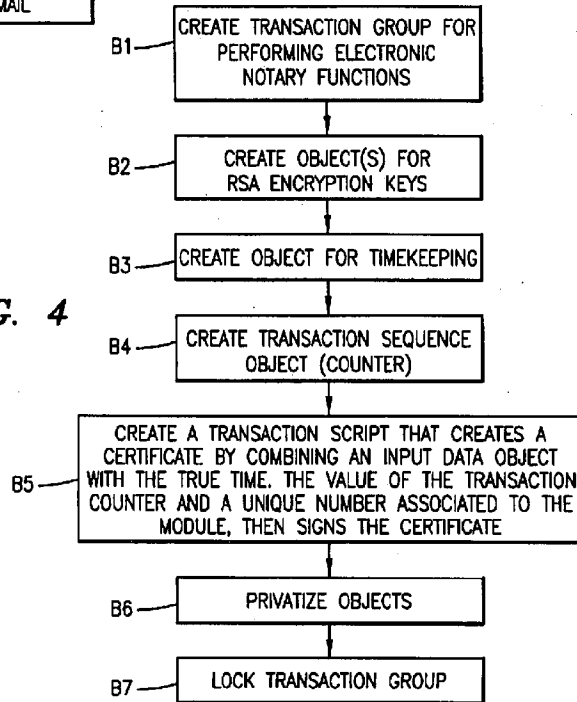 MAIL
B1
CREATE TRANSACTION GROUP FOR
PERFORMING ELECTRONIC
NOTARY FUNCTIONS
B2
CREATE OBJECT(S) FOR
RSA ENCRYPTION KEYS
B3
CREATE OBJECT FOR TIMEKEEPING
G. 4
B4
CREATE TRANSACTION SEQUENCE
OBJECT (COUNTER)
B5
CREATE A TRANSACTION SCRIPT THAT CREATES A
CERTIFICATE BY COMBINING AN INPUT DATA OBJECT
WITH THE TRUE TIME. THE VALUE OF THE TRANSACTION
COUNTER AND A UNIQUE NUMBER ASSOCIATED TO THE
MODULE, THEN SIGNS THE CERTIFICATE
B6
PRIVATIZE OBJECTS
B7
LOCK TRANSACTION GROUP